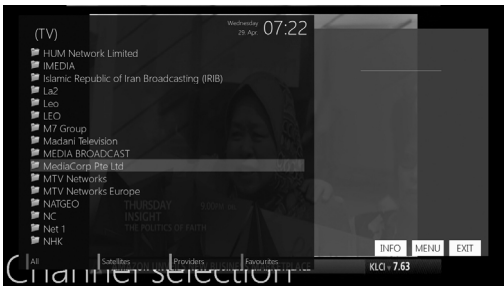 (TV)
Wednesday
29. Apr. 07:22
HUM Network Limited
IMEDIA
Islamic Republic of Iran Broadcasting (IRIB)
La2
Leo
LEO
M7 Group
Madani Television
MEDIA BROADCAST
MediaCorp Pte Ltd
MTV Networks
MTV Networks Europe
NATGEO
NC
Net 1
NHK
THURSDAY
INSIGHT
THE POLITICS OF FAITH
INFO MENU EXIT
All Satellites Providers Favourites
KLCI ▼ 7.63
Channel selection